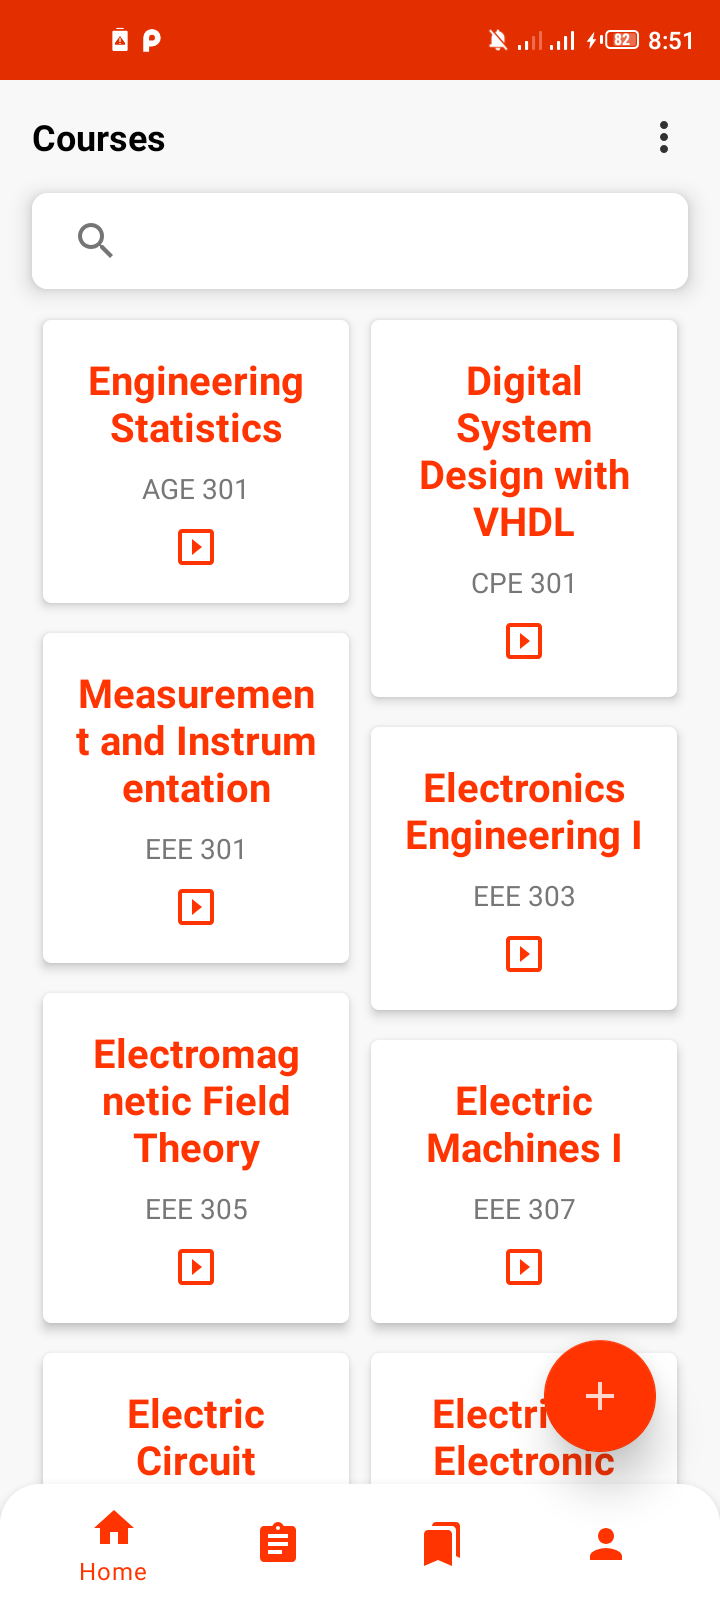 82 8:51
Courses
Engineering
Statistics
AGE 301
Digital
System
Design with
VHDL
CPE 301
Measuremen
t and Instrum
entation
EEE 301
Electronics
Engineering I
EEE 303
Electromag
netic Field
Theory
EEE 305
Electric
Machines I
EEE 307
Electric
Circuit
Electri
Electronic
Home